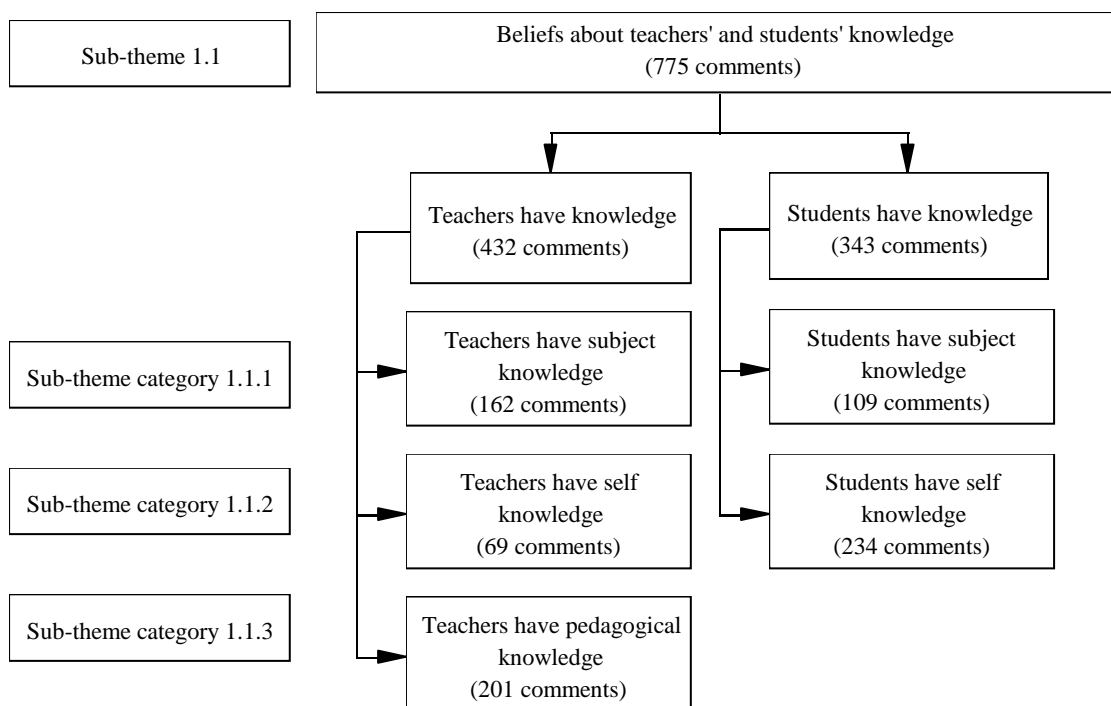 Sub-theme 1.1
Beliefs about teachers' and students' knowledge
(775 comments)
Teachers have knowledge
(432 comments)
Students have knowledge
(343 comments)
Sub-theme category 1.1.1
Teachers have subject
knowledge
(162 comments)
Students have subject
knowledge
(109 comments)
Sub-theme category 1.1.2
Teachers have self
knowledge
(69 comments)
Students have self
knowledge
(234 comments)
Sub-theme category 1.1.3
Teachers have pedagogical
knowledge
(201 comments)